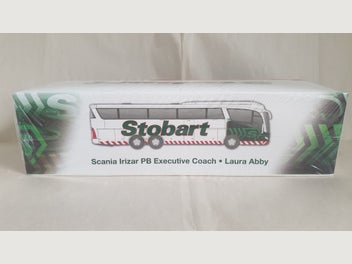 Stobart
Scania Irizar PB Executive Coach • Laura Abby